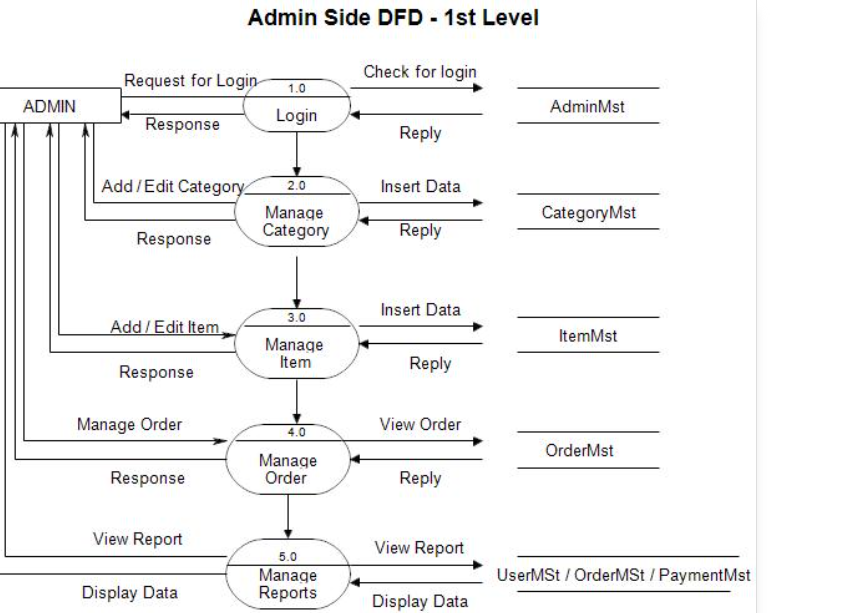 Admin Side DFD - 1st Level
Request for Login
1.0
Check for login
ADMIN
Login
AdminMst
Response
Reply
Add / Edit Category
2.0
Insert Data
Manage
Category
CategoryMst
Response
Reply
3.0
Insert Data
Add / Edit Item
Manage
Item
ItemMst
Response
Reply
Manage Order
4.0
View Order
Manage
Order
OrderMst
Response
Reply
View Report
5.0
View Report
Manage
Reports
UserMSt / OrderMSt / PaymentMst
Display Data
Display Data